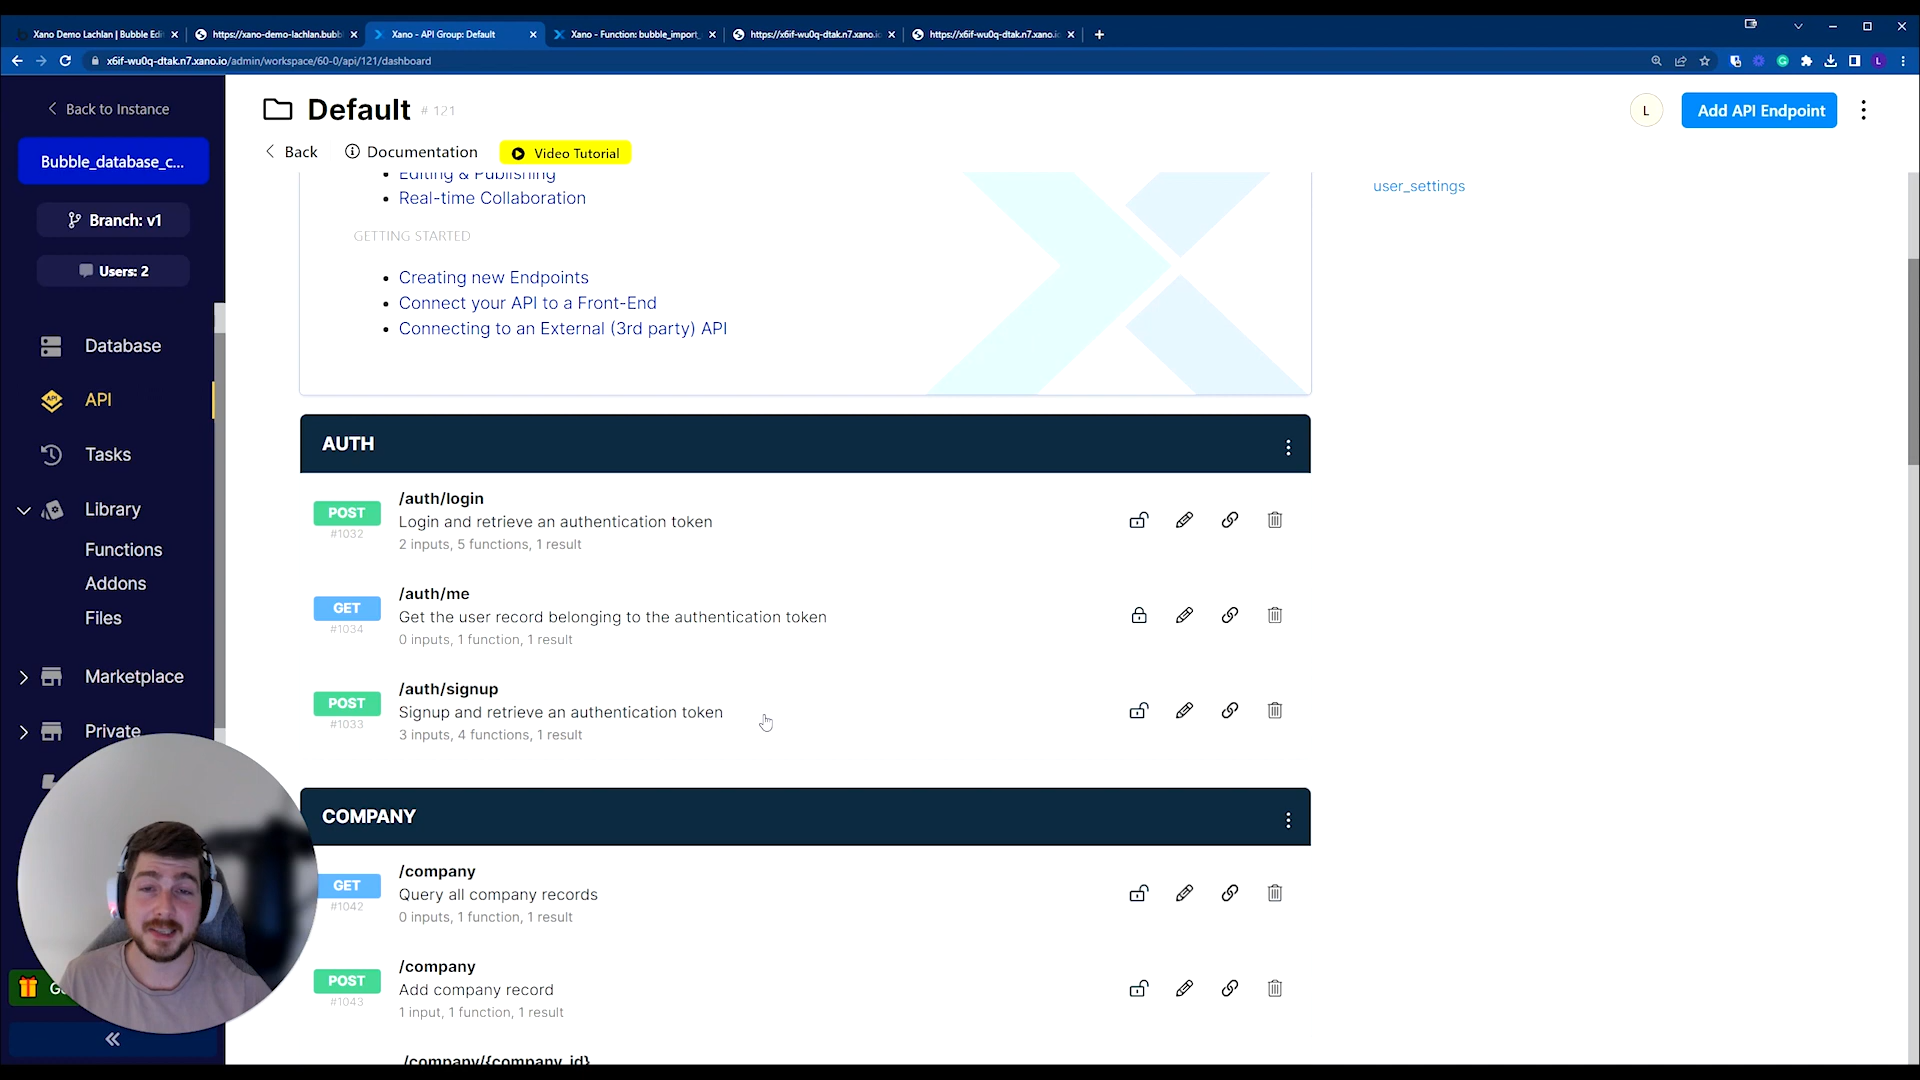 Xano Demo Lachlan | Bubble Edi
https://xano-demo-lachlan.bubbl
Xano - API Group: Default
Xano - Function: bubble_import_
https://x6if-wu0q-dtak.n7.xano.i
https://x6if-wu0q-dtak.n7.xano.i
x6if-wu0q-dtak.n7.xano.io/admin/workspace/60-0/api/121/dashboard
L
Back to Instance
Bubble_database_c...
Branch: v1
Users: 2
Database
API
Tasks
Library
Functions
Addons
Files
Marketplace
Private
Default # 121
L
Add API Endpoint
Back
Documentation
Video Tutorial
Editing & Publishing
Real-time Collaboration
user_settings
GETTING STARTED
Creating new Endpoints
Connect your API to a Front-End
Connecting to an External (3rd party) API
AUTH
POST
#1032
/auth/login
Login and retrieve an authentication token
2 inputs, 5 functions, 1 result
GET
#1034
/auth/me
Get the user record belonging to the authentication token
0 inputs, 1 function, 1 result
POST
#1033
/auth/signup
Signup and retrieve an authentication token
3 inputs, 4 functions, 1 result
COMPANY
GET
#1042
/company
Query all company records
0 inputs, 1 function, 1 result
POST
#1043
/company
Add company record
1 input, 1 function, 1 result
/company/{company_id}